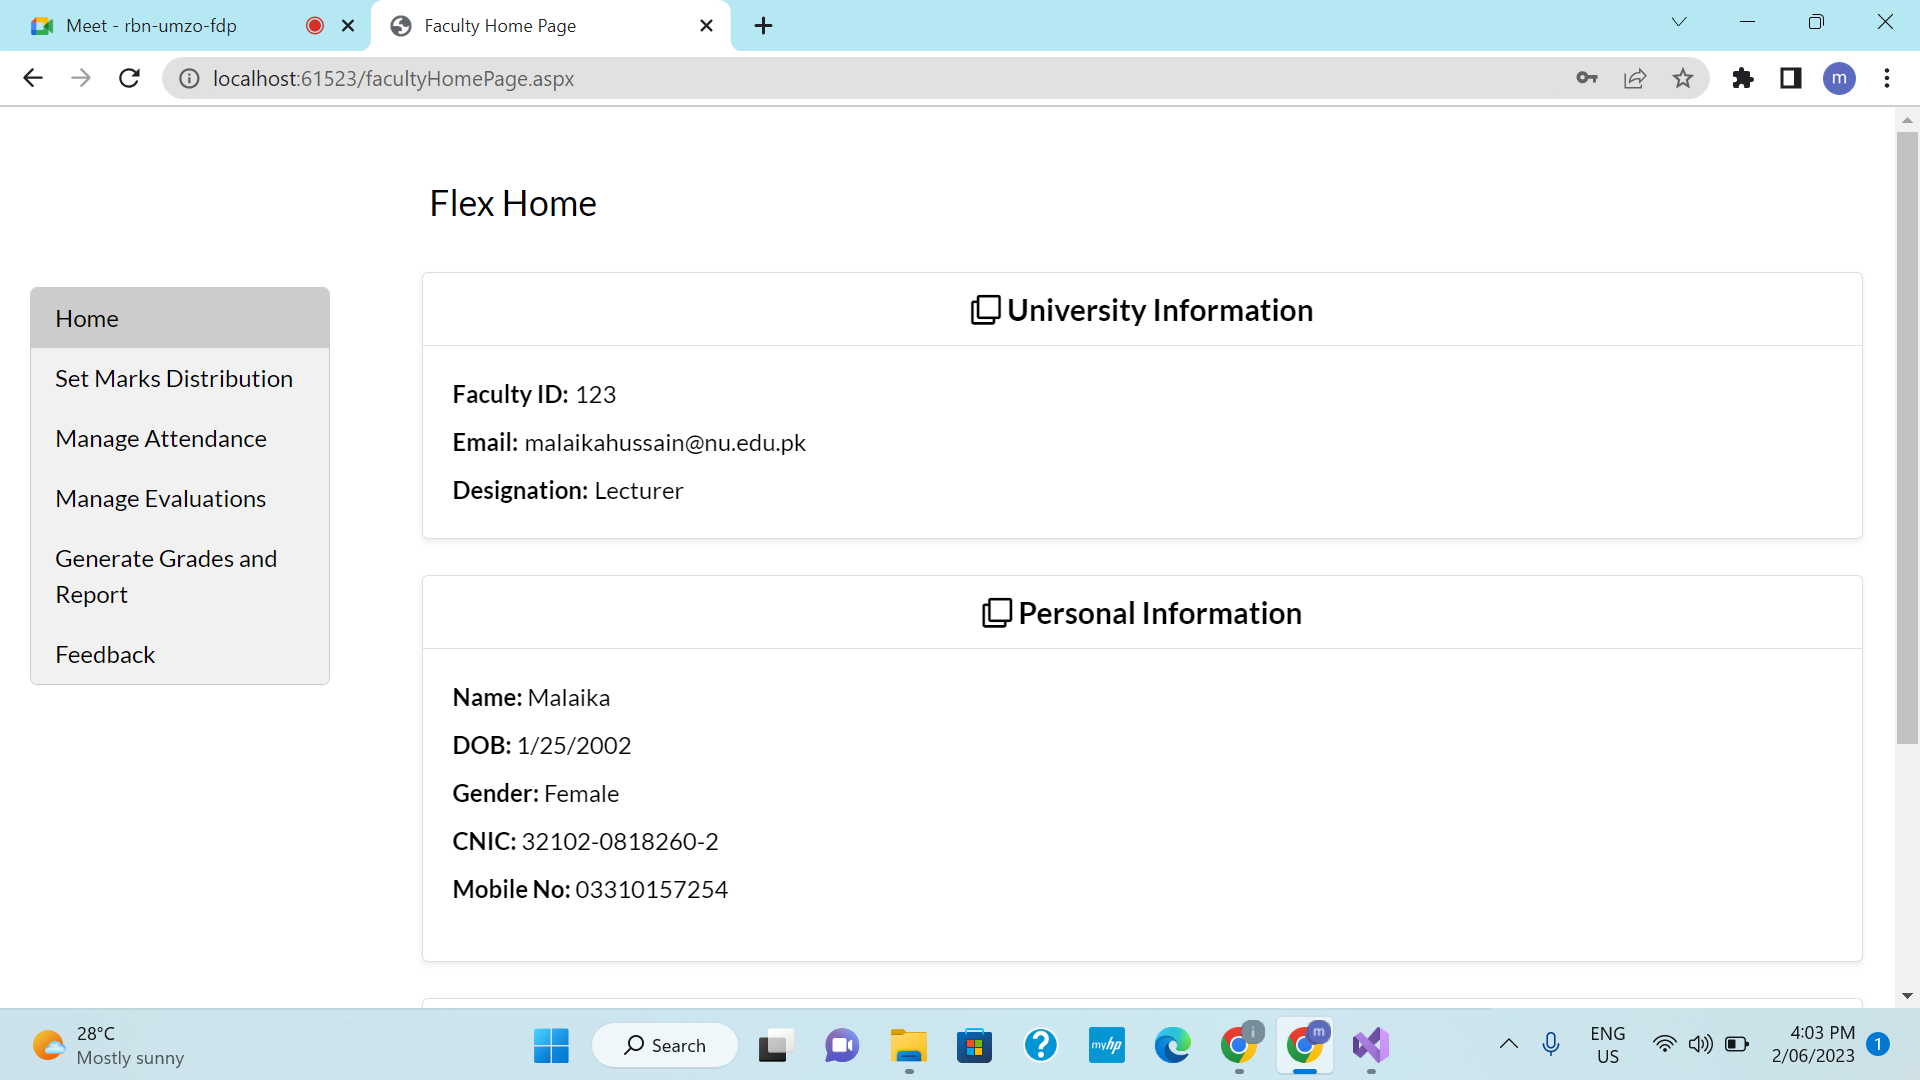 Meet - rbn-umzo-fdp
Faculty Home Page
localhost:61523/facultyHomePage.aspx
m
Flex Home
Home
Set Marks Distribution
Manage Attendance
Manage Evaluations
Generate Grades and
Report
Feedback
University Information
Faculty ID: 123
Email: malaikahussain@nu.edu.pk
Designation: Lecturer
Personal Information
Name: Malaika
DOB: 1/25/2002
Gender: Female
CNIC: 32102-0818260-2
Mobile No: 03310157254
28°C
Mostly sunny
Search
myhp
i
m
ENG
US
4:03 PM
2/06/2023
1